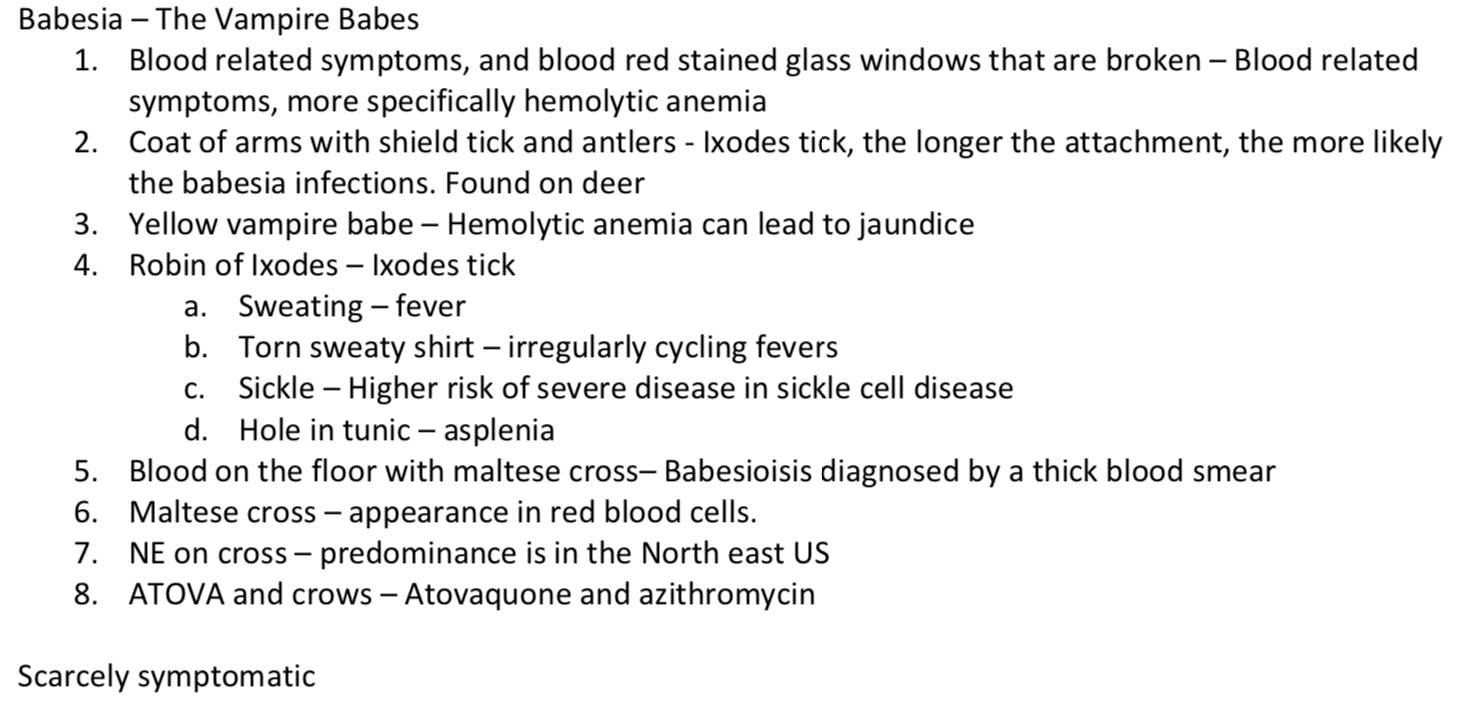 Babesia – The Vampire Babes
1. Blood related symptoms, and blood red stained glass windows that are broken – Blood related
symptoms, more specifically hemolytic anemia
2. Coat of arms with shield tick and antlers - Ixodes tick, the longer the attachment, the more likely
the babesia infections. Found on deer
3. Yellow vampire babe – Hemolytic anemia can lead to jaundice
4. Robin of Ixodes – Ixodes tick
a. Sweating – fever
b. Torn sweaty shirt – irregularly cycling fevers
c. Sickle – Higher risk of severe disease in sickle cell disease
d. Hole in tunic – asplenia
5. Blood on the floor with maltese cross– Babesioisis diagnosed by a thick blood smear
6. Maltese cross – appearance in red blood cells.
7. NE on cross – predominance is in the North east US
8. ATOVA and crows – Atovaquone and azithromycin
Scarcely symptomatic